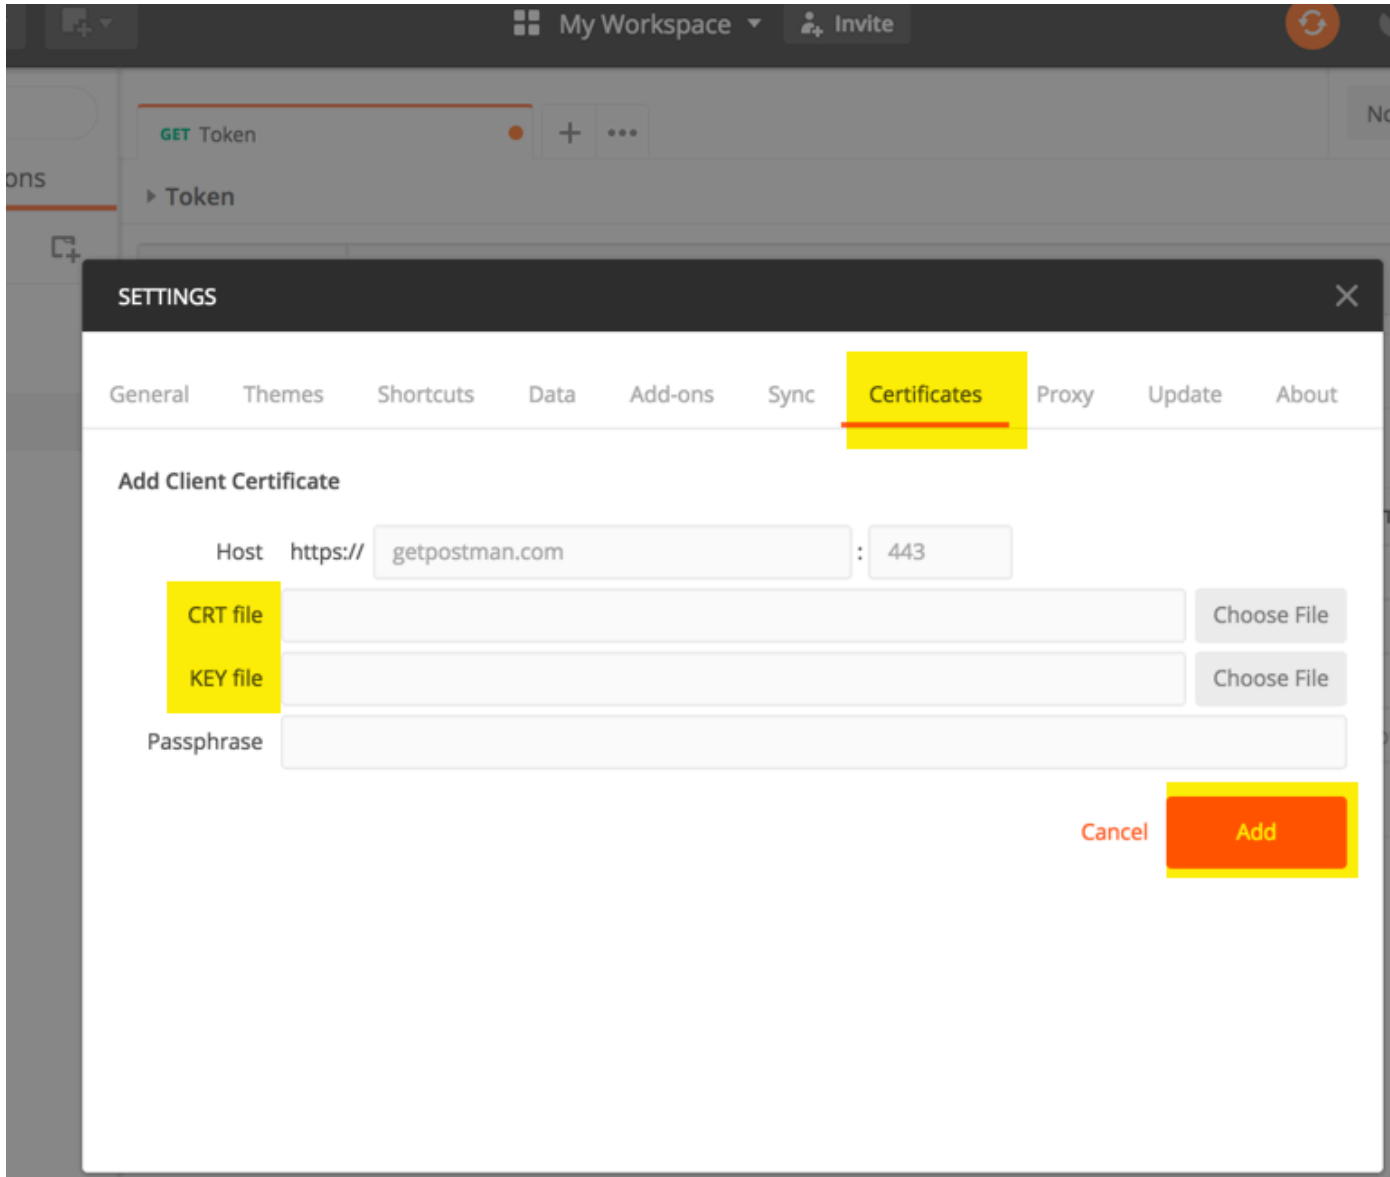 My Workspace Invite
GET Token
No
ons
Token
SETTINGS
General Themes Shortcuts Data Add-ons Sync Certificates Proxy Update About
Add Client Certificate
Host https:// getpostman.com : 443
CRT file Choose File
KEY file Choose File
Passphrase
Cancel Add